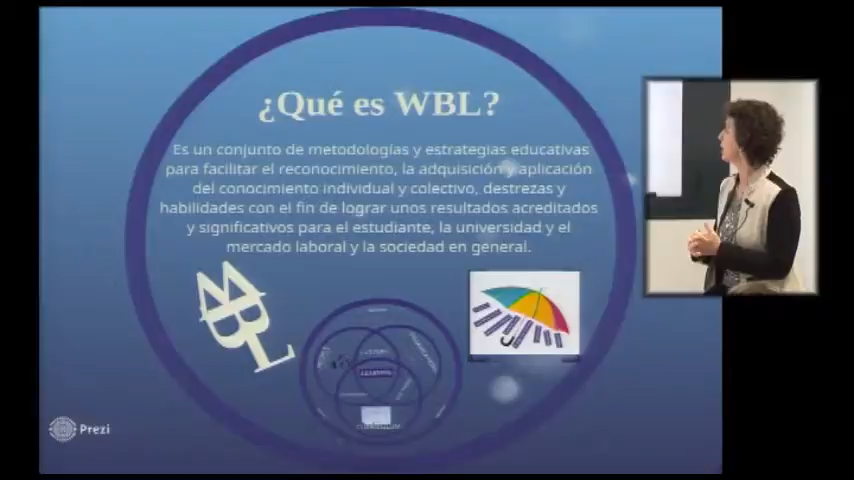 ¿Qué es WBL?
Es un conjunto de metodologías y estrategias educativas
para facilitar el reconocimiento, la adquisición y aplicación
del conocimiento individual y colectivo, destrezas y
habilidades con el fin de lograr unos resultados acreditados
y significativos para el estudiante, la universidad y el
mercado laboral y la sociedad en general.
WBL
LEARNING
Prezi